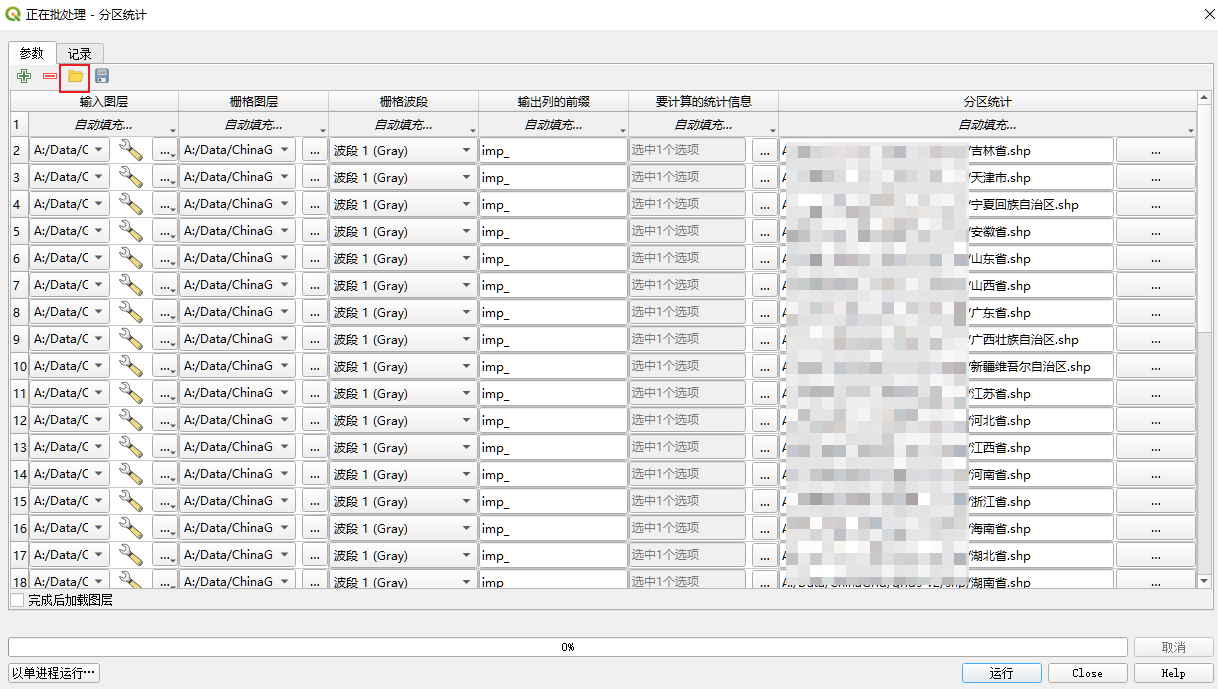 正在批处理 - 分区统计
参数 记录
输入图层 栅格图层 栅格波段 输出列的前缀 要计算的统计信息 分区统计
1 自动填充... 自动填充... 自动填充... 自动填充... 自动填充... 自动填充...
2 A:/Data/C ... A:/Data/ChinaG ... 波段 1 (Gray) imp_ 选中1个选项 ... /吉林省.shp ...
3 A:/Data/C ... A:/Data/ChinaG ... 波段 1 (Gray) imp_ 选中1个选项 ... /天津市.shp ...
4 A:/Data/C ... A:/Data/ChinaG ... 波段 1 (Gray) imp_ 选中1个选项 ... /宁夏回族自治区.shp ...
5 A:/Data/C ... A:/Data/ChinaG ... 波段 1 (Gray) imp_ 选中1个选项 ... /安徽省.shp ...
6 A:/Data/C ... A:/Data/ChinaG ... 波段 1 (Gray) imp_ 选中1个选项 ... /山东省.shp ...
7 A:/Data/C ... A:/Data/ChinaG ... 波段 1 (Gray) imp_ 选中1个选项 ... /山西省.shp ...
8 A:/Data/C ... A:/Data/ChinaG ... 波段 1 (Gray) imp_ 选中1个选项 ... /广东省.shp ...
9 A:/Data/C ... A:/Data/ChinaG ... 波段 1 (Gray) imp_ 选中1个选项 ... /广西壮族自治区.shp ...
10 A:/Data/C ... A:/Data/ChinaG ... 波段 1 (Gray) imp_ 选中1个选项 ... /新疆维吾尔自治区.shp ...
11 A:/Data/C ... A:/Data/ChinaG ... 波段 1 (Gray) imp_ 选中1个选项 ... /江苏省.shp ...
12 A:/Data/C ... A:/Data/ChinaG ... 波段 1 (Gray) imp_ 选中1个选项 ... /河北省.shp ...
13 A:/Data/C ... A:/Data/ChinaG ... 波段 1 (Gray) imp_ 选中1个选项 ... /江西省.shp ...
14 A:/Data/C ... A:/Data/ChinaG ... 波段 1 (Gray) imp_ 选中1个选项 ... /河南省.shp ...
15 A:/Data/C ... A:/Data/ChinaG ... 波段 1 (Gray) imp_ 选中1个选项 ... /浙江省.shp ...
16 A:/Data/C ... A:/Data/ChinaG ... 波段 1 (Gray) imp_ 选中1个选项 ... /海南省.shp ...
17 A:/Data/C ... A:/Data/ChinaG ... 波段 1 (Gray) imp_ 选中1个选项 ... /湖北省.shp ...
18 A:/Data/C ... A:/Data/ChinaG ... 波段 1 (Gray) imp_ 选中1个选项 ... /湖南省.shp ...
完成后加载图层
0%
取消
以单进程运行… 运行 Close Help